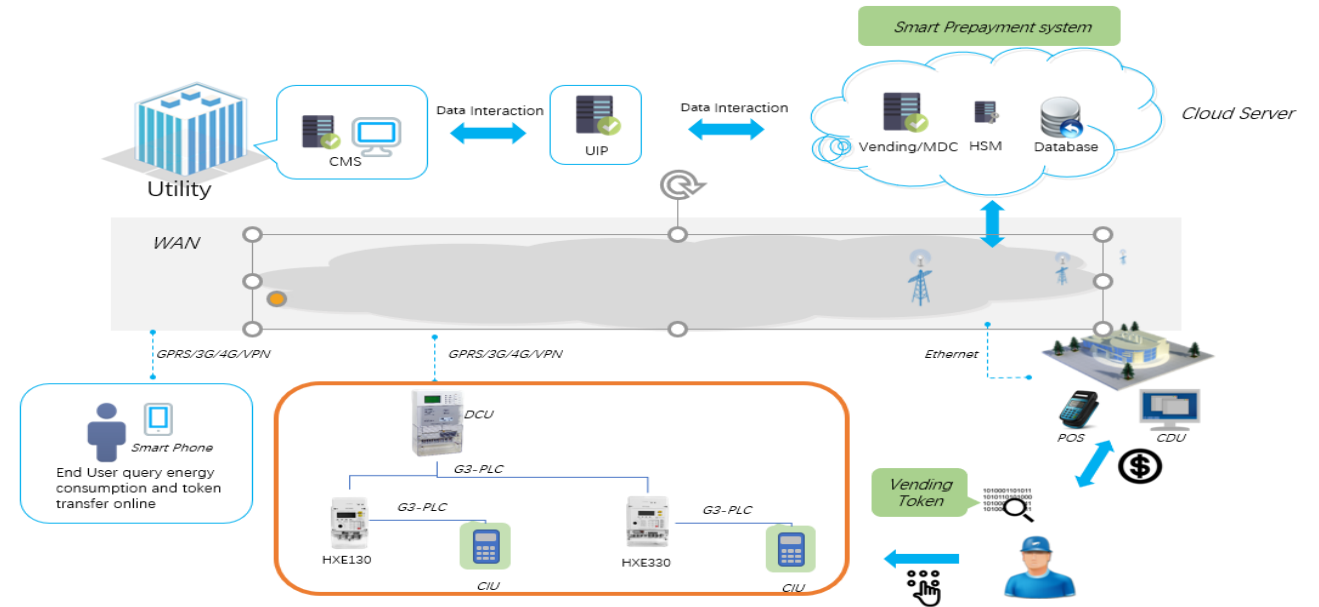 Smart Prepayment system
Cloud Server
Data Interaction
Data Interaction
CMS
UIP
Vending/MDC
HSM
Database
Utility
WAN
GPRS/3G/4G/VPN
GPRS/3G/4G/VPN
Ethernet
Smart Phone
End User query energy
consumption and token
transfer online
DCU
G3-PLC
G3-PLC
G3-PLC
HXE130
HXE330
CIU
CIU
POS
CDU
Vending
Token
1010001101011
1010110101000